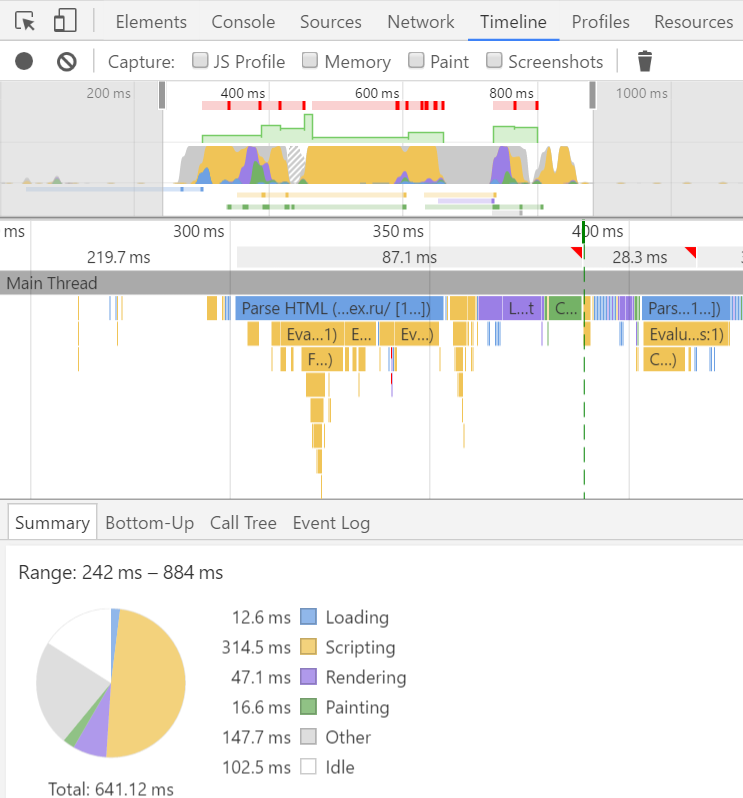 Elements Console Sources Network Timeline Profiles Resources
Capture: JS Profile Memory Paint Screenshots
200 ms 400 ms 600 ms 800 ms 1000 ms
ms 300 ms 350 ms 400 ms
219.7 ms 87.1 ms 28.3 ms
Main Thread
Parse HTML (...ex.ru/ [1...]) L...t C... Pars...1...])
Eva...1) E... Ev...) Evalu...s:1)
F...) C...)
Summary Bottom-Up Call Tree Event Log
Range: 242 ms – 884 ms
12.6 ms Loading
314.5 ms Scripting
47.1 ms Rendering
16.6 ms Painting
147.7 ms Other
102.5 ms Idle
Total: 641.12 ms